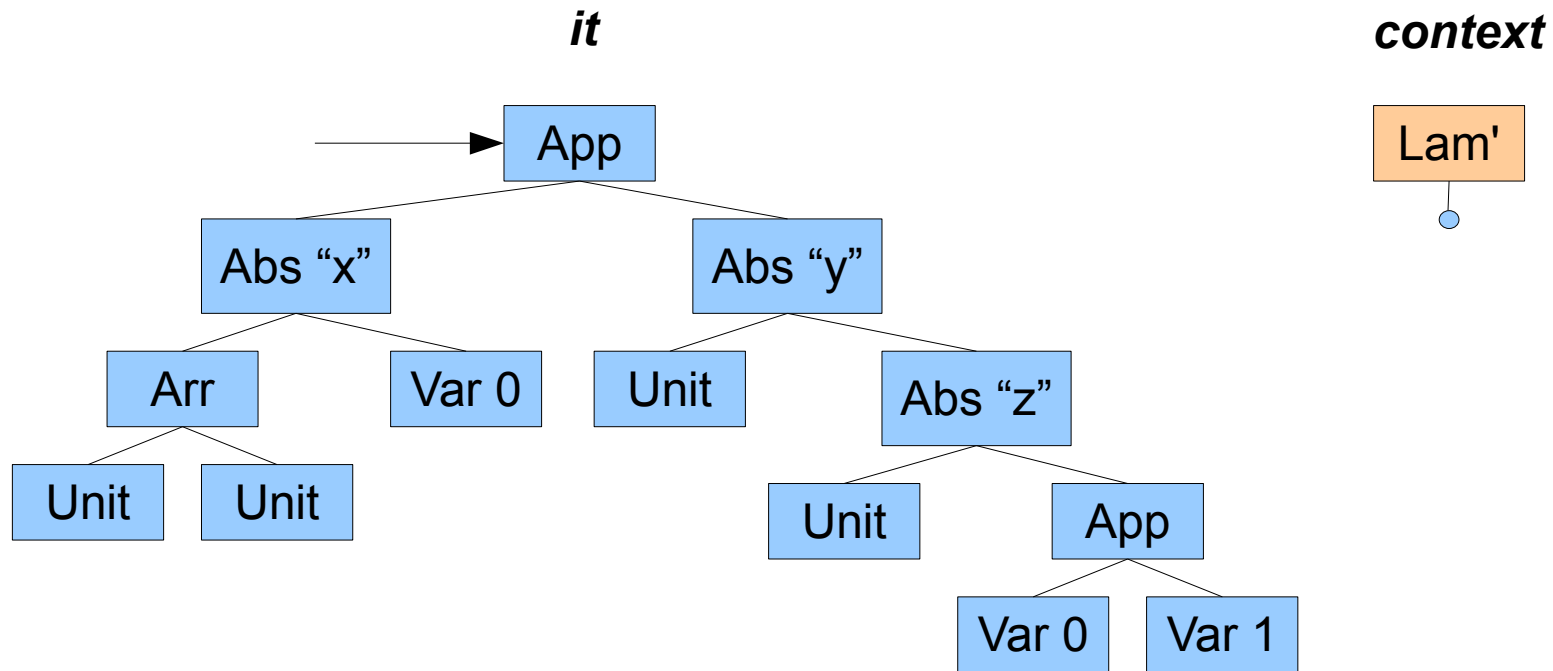 it
context
App
Lam'
Abs “x”
Abs “y”
Arr
Var 0
Unit
Abs “z”
Unit
Unit
Unit
App
Var 0
Var 1